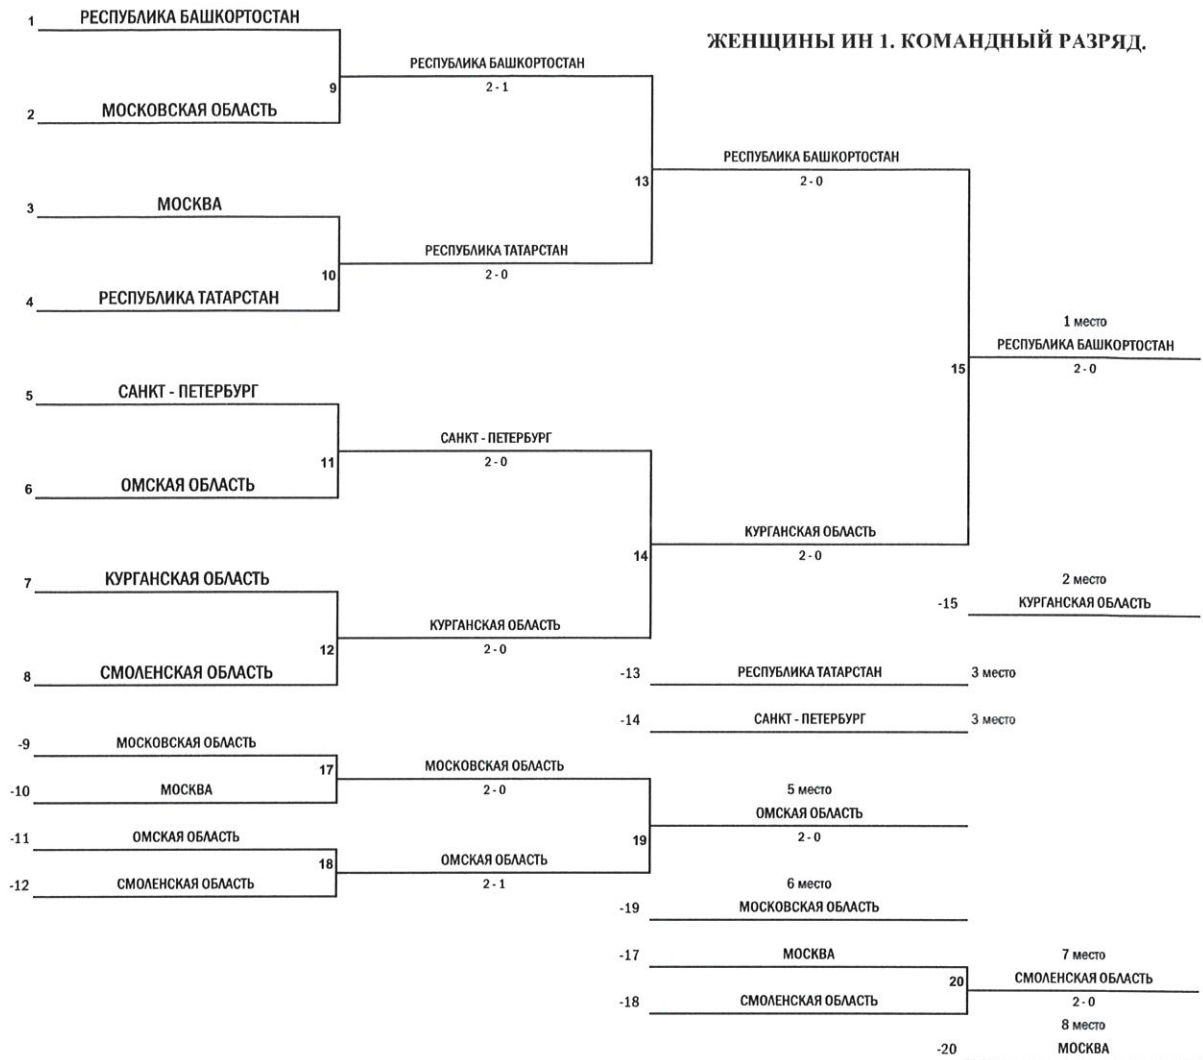 ЖЕНЩИНЫ ИН 1. КОМАНДНЫЙ РАЗРЯД.
1 РЕСПУБЛИКА БАШКОРТОСТАН
РЕСПУБЛИКА БАШКОРТОСТАН
9
2 - 1
2 МОСКОВСКАЯ ОБЛАСТЬ
РЕСПУБЛИКА БАШКОРТОСТАН
13
2 - 0
3 МОСКВА
РЕСПУБЛИКА ТАТАРСТАН
10
2 - 0
4 РЕСПУБЛИКА ТАТАРСТАН
1 место
РЕСПУБЛИКА БАШКОРТОСТАН
15
2 - 0
5 САНКТ - ПЕТЕРБУРГ
САНКТ - ПЕТЕРБУРГ
11
2 - 0
6 ОМСКАЯ ОБЛАСТЬ
КУРГАНСКАЯ ОБЛАСТЬ
14
2 - 0
7 КУРГАНСКАЯ ОБЛАСТЬ
2 место
-15 КУРГАНСКАЯ ОБЛАСТЬ
КУРГАНСКАЯ ОБЛАСТЬ
12
2 - 0
8 СМОЛЕНСКАЯ ОБЛАСТЬ
-13 РЕСПУБЛИКА ТАТАРСТАН 3 место
-14 САНКТ - ПЕТЕРБУРГ 3 место
-9 МОСКОВСКАЯ ОБЛАСТЬ
17
МОСКОВСКАЯ ОБЛАСТЬ
2 - 0
-10 МОСКВА
5 место
ОМСКАЯ ОБЛАСТЬ
19
2 - 0
-11 ОМСКАЯ ОБЛАСТЬ
18
ОМСКАЯ ОБЛАСТЬ
2 - 1
-12 СМОЛЕНСКАЯ ОБЛАСТЬ
6 место
-19 МОСКОВСКАЯ ОБЛАСТЬ
-17 МОСКВА
7 место
20
СМОЛЕНСКАЯ ОБЛАСТЬ
2 - 0
-18 СМОЛЕНСКАЯ ОБЛАСТЬ
8 место
-20 МОСКВА